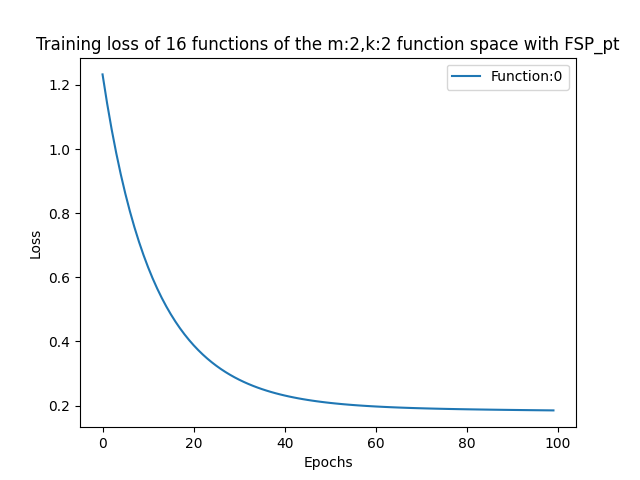 Training loss of 16 functions of the m:2,k:2 function space with FSP_pt
Function:0
1.2
1.0
0.8
0.6
0.4
0.2
Loss
0 20 40 60 80 100
Epochs